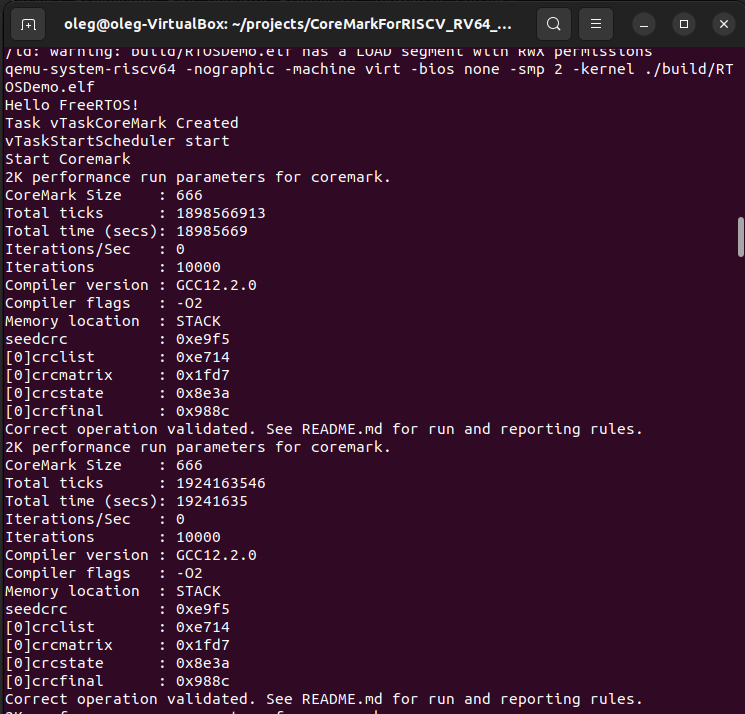 oleg@oleg-VirtualBox: ~/projects/CoreMarkForRISCV_RV64_...
/ld: warning: build/RTOSDemo.elf has a LOAD segment with RWX permissions
qemu-system-riscv64 -nographic -machine virt -bios none -smp 2 -kernel ./build/RT
OSDemo.elf
Hello FreeRTOS!
Task vTaskCoreMark Created
vTaskStartScheduler start
Start Coremark
2K performance run parameters for coremark.
CoreMark Size    : 666
Total ticks      : 1898566913
Total time (secs): 18985669
Iterations/Sec   : 0
Iterations       : 10000
Compiler version : GCC12.2.0
Compiler flags   : -O2
Memory location  : STACK
seedcrc          : 0xe9f5
[0]crclist       : 0xe714
[0]crcmatrix     : 0x1fd7
[0]crcstate      : 0x8e3a
[0]crcfinal      : 0x988c
Correct operation validated. See README.md for run and reporting rules.
2K performance run parameters for coremark.
CoreMark Size    : 666
Total ticks      : 1924163546
Total time (secs): 19241635
Iterations/Sec   : 0
Iterations       : 10000
Compiler version : GCC12.2.0
Compiler flags   : -O2
Memory location  : STACK
seedcrc          : 0xe9f5
[0]crclist       : 0xe714
[0]crcmatrix     : 0x1fd7
[0]crcstate      : 0x8e3a
[0]crcfinal      : 0x988c
Correct operation validated. See README.md for run and reporting rules.